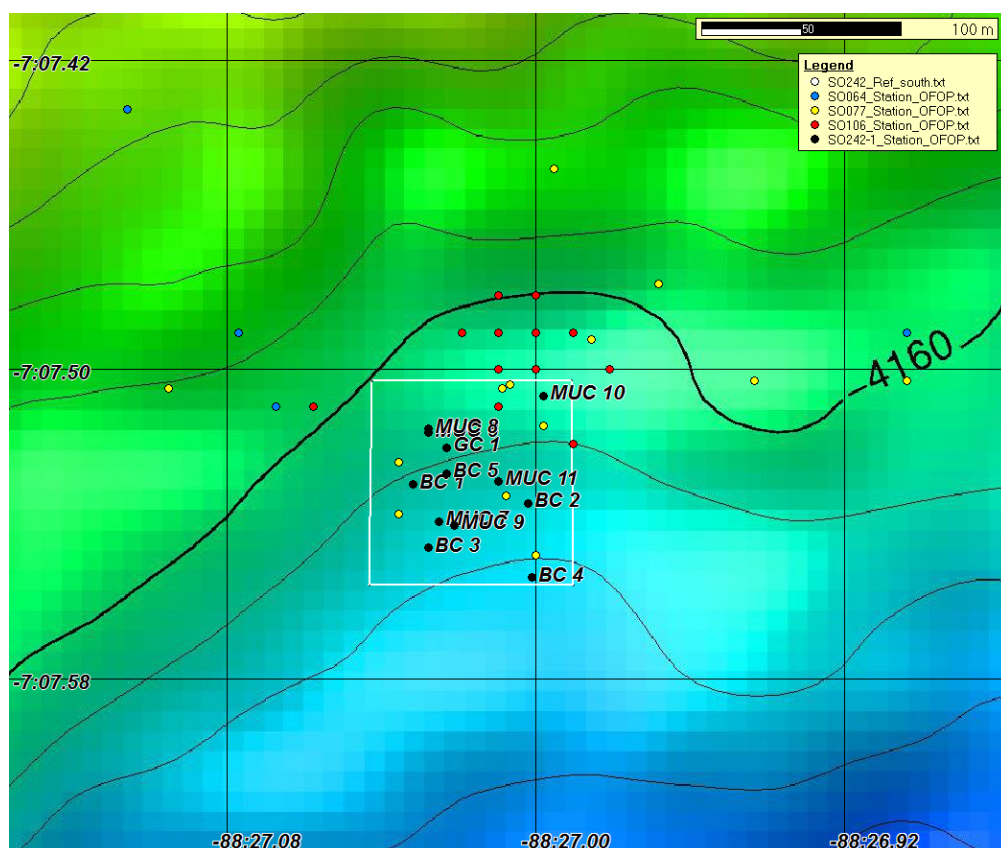 50
100 m
-7:07.42
Legend
SO242_Ref_south.txt
SO064_Station_OFOP.txt
SO077_Station_OFOP.txt
SO106_Station_OFOP.txt
SO242-1_Station_OFOP.txt
-4160
-7:07.50
MUC 10
MUC 8
GC 1
BC 5
BC 1
MUC 11
BC 2
MUC 9
BC 3
BC 4
-7:07.58
-88:27.08
-88:27.00
-88:26.92